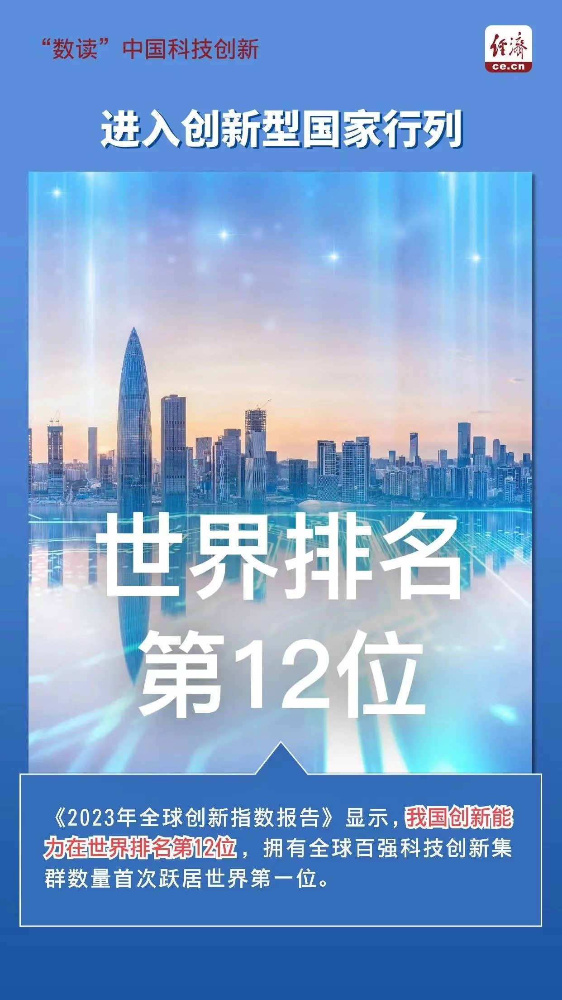 “数读”中国科技创新
经济
ce.cn
进入创新型国家行列
世界排名
第12位
《2023年全球创新指数报告》显示，我国创新能
力在世界排名第12位，拥有全球百强科技创新集
群数量首次跃居世界第一位。